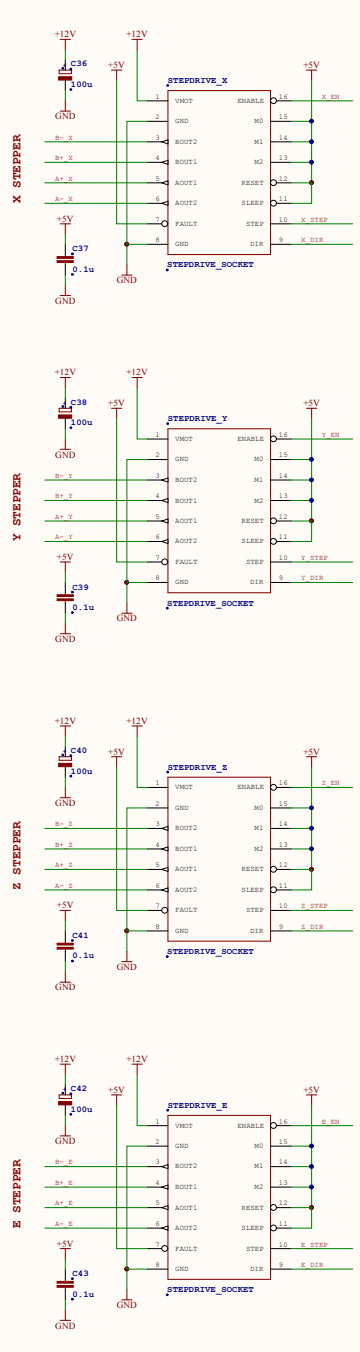 X STEPPER
+12V
C36
100u
GND
+5V
+12V
STEPDRIVE_X
+5V
1 VMOT ENABLE 16 X_EN
2 GND M0 15
B-_X 3 BOUT2 M1 14
B+_X 4 BOUT1 M2 13
A+_X 5 AOUT1 RESET 12
A-_X 6 AOUT2 SLEEP 11
7 FAULT STEP 10 X_STEP
8 GND DIR 9 X_DIR
+5V
C37
0.1u
GND
GND
STEPDRIVE_SOCKET
Y STEPPER
+12V
C38
100u
GND
+5V
+12V
STEPDRIVE_Y
+5V
1 VMOT ENABLE 16 Y_EN
2 GND M0 15
B-_Y 3 BOUT2 M1 14
B+_Y 4 BOUT1 M2 13
A+_Y 5 AOUT1 RESET 12
A-_Y 6 AOUT2 SLEEP 11
7 FAULT STEP 10 Y_STEP
8 GND DIR 9 Y_DIR
+5V
C39
0.1u
GND
GND
STEPDRIVE_SOCKET
Z STEPPER
+12V
C40
100u
GND
+5V
+12V
STEPDRIVE_Z
+5V
1 VMOT ENABLE 16 Z_EN
2 GND M0 15
B-_Z 3 BOUT2 M1 14
B+_Z 4 BOUT1 M2 13
A+_Z 5 AOUT1 RESET 12
A-_Z 6 AOUT2 SLEEP 11
7 FAULT STEP 10 Z_STEP
8 GND DIR 9 Z_DIR
+5V
C41
0.1u
GND
GND
STEPDRIVE_SOCKET
E STEPPER
+12V
C42
100u
GND
+5V
+12V
STEPDRIVE_E
+5V
1 VMOT ENABLE 16 E_EN
2 GND M0 15
B-_E 3 BOUT2 M1 14
B+_E 4 BOUT1 M2 13
A+_E 5 AOUT1 RESET 12
A-_E 6 AOUT2 SLEEP 11
7 FAULT STEP 10 E_STEP
8 GND DIR 9 E_DIR
+5V
C43
0.1u
GND
GND
STEPDRIVE_SOCKET